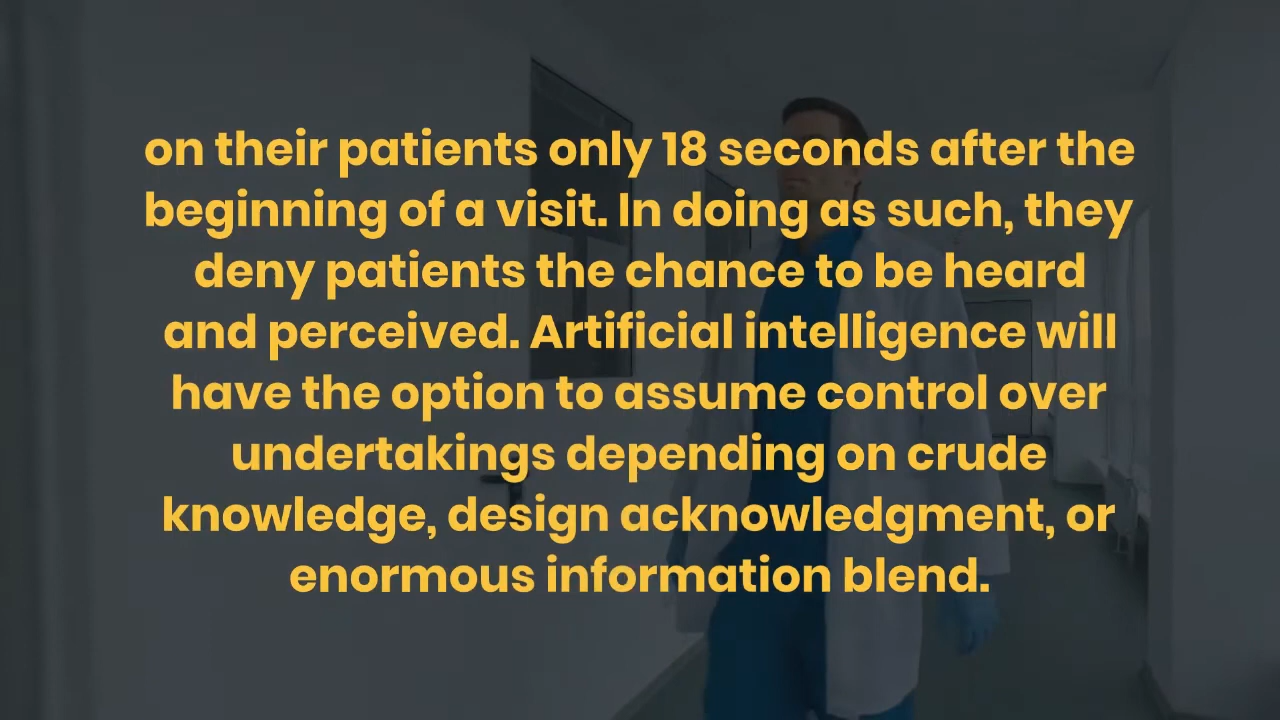 on their patients only 18 seconds after the
beginning of a visit. In doing as such, they
deny patients the chance to be heard
and perceived. Artificial intelligence will
have the option to assume control over
undertakings depending on crude
knowledge, design acknowledgment, or
enormous information blend.